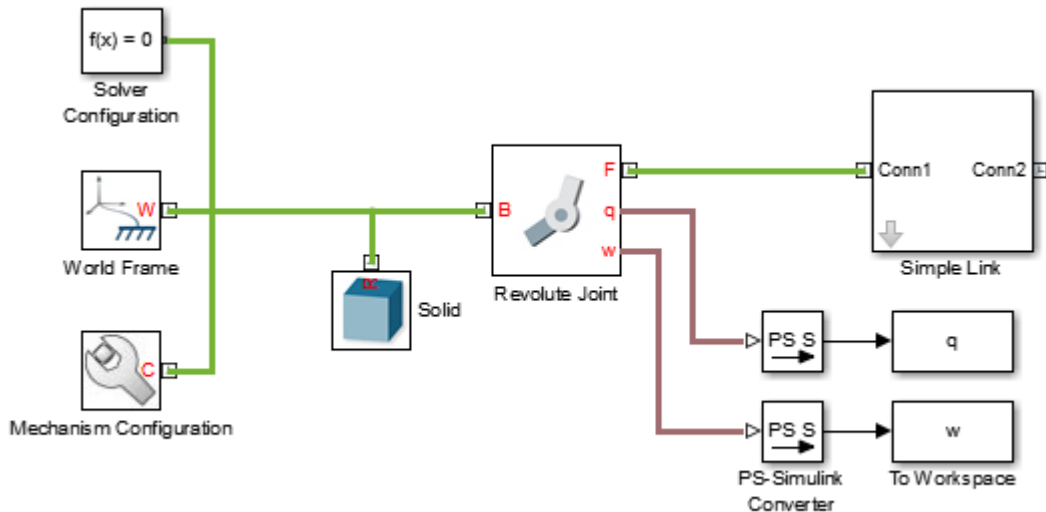 f(x) = 0
Solver
Configuration
W
World Frame
C
Mechanism Configuration
R
Solid
B
F
q
w
Revolute Joint
Conn1
Conn2
Simple Link
PS S
q
PS S
w
PS-Simulink
Converter
To Workspace